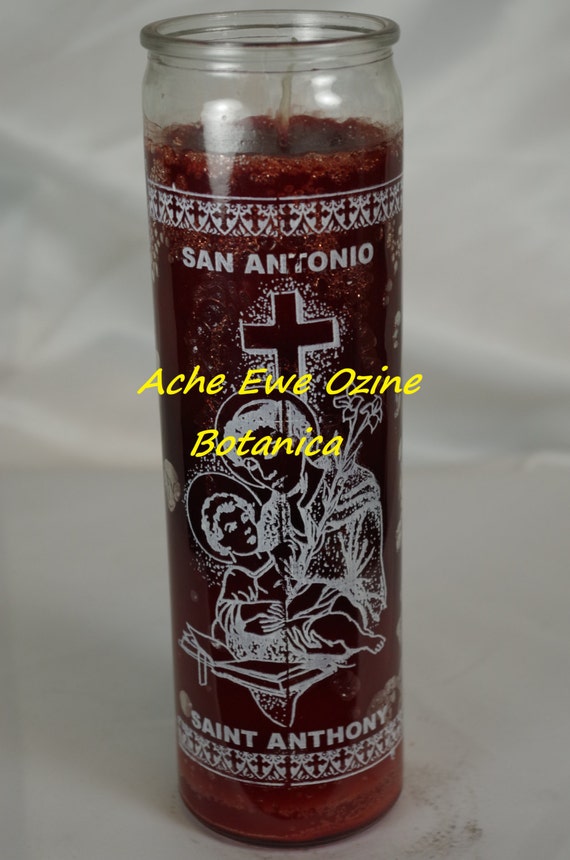 SAN ANTONIO
Ache Ewe Ozine
Botanica
SAINT ANTHONY